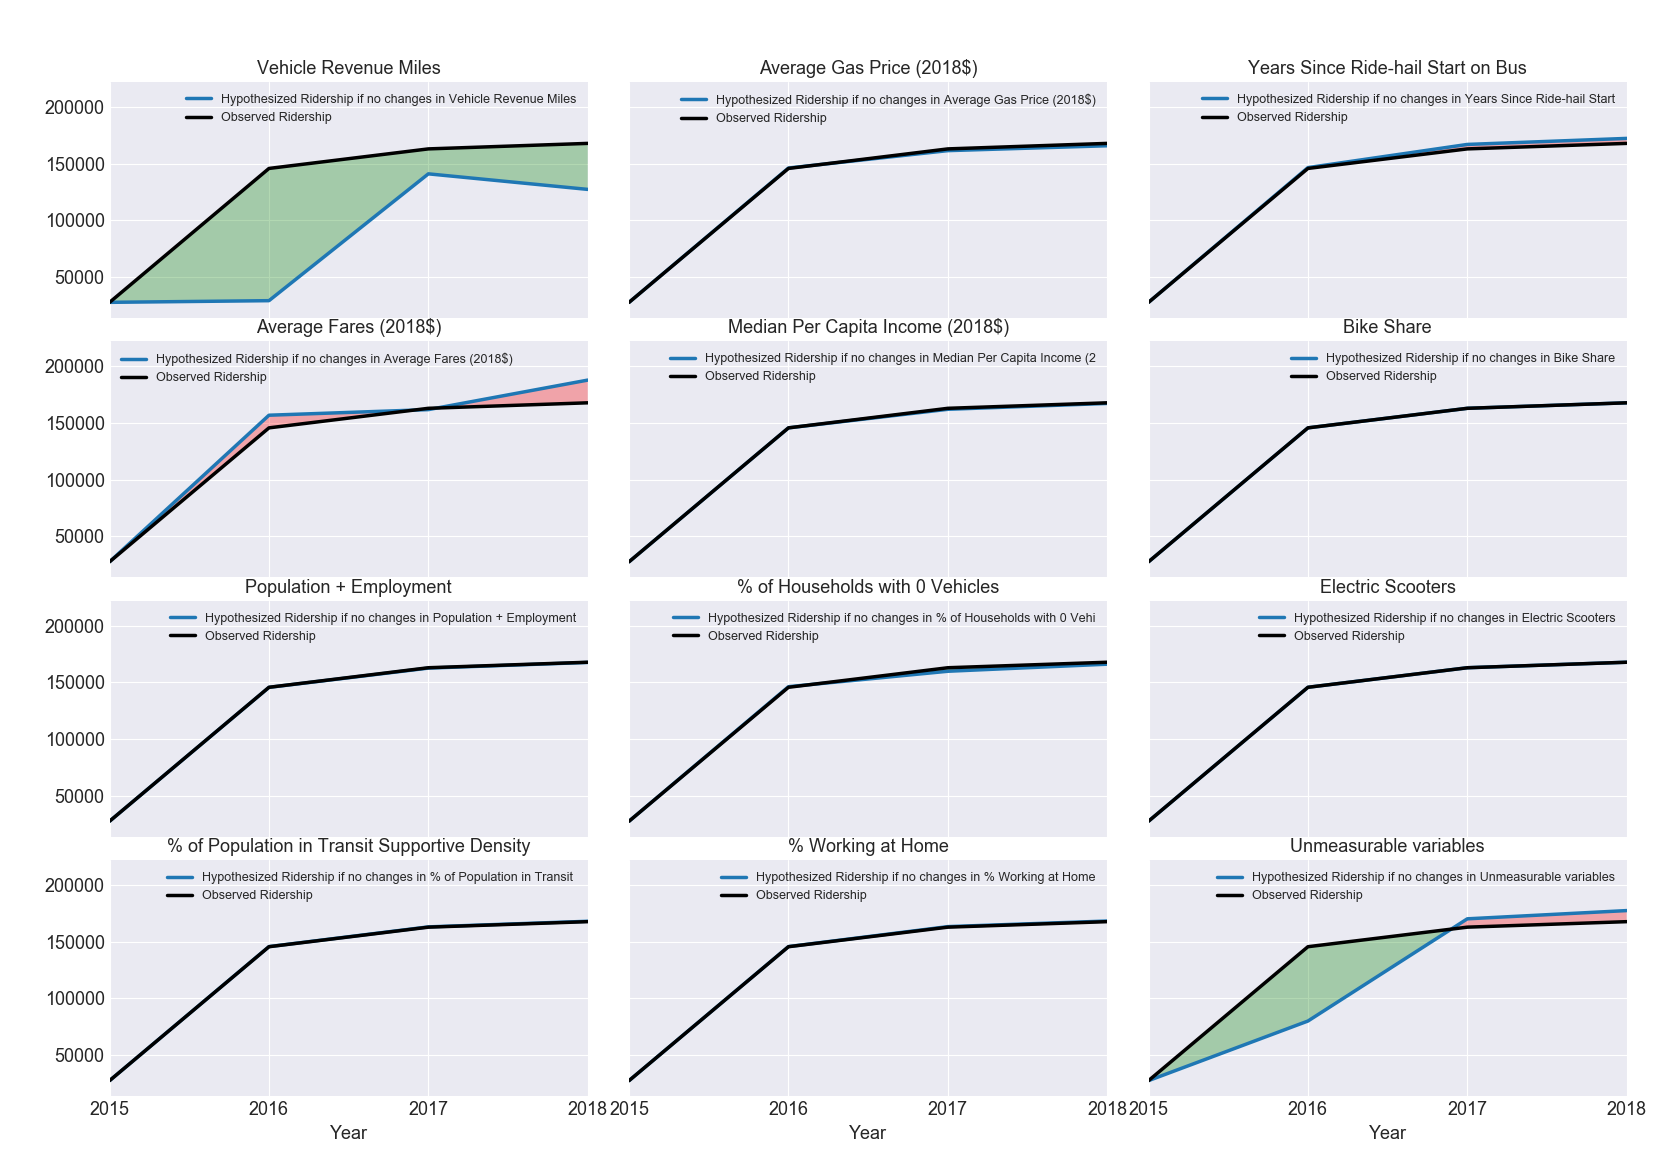 Vehicle Revenue Miles
Hypothesized Ridership if no changes in Vehicle Revenue Miles
Observed Ridership
200000
150000
100000
50000
Average Gas Price (2018$)
Hypothesized Ridership if no changes in Average Gas Price (2018$)
Observed Ridership
Years Since Ride-hail Start on Bus
Hypothesized Ridership if no changes in Years Since Ride-hail Start
Observed Ridership
Average Fares (2018$)
Hypothesized Ridership if no changes in Average Fares (2018$)
Observed Ridership
200000
150000
100000
50000
Median Per Capita Income (2018$)
Hypothesized Ridership if no changes in Median Per Capita Income (2
Observed Ridership
Bike Share
Hypothesized Ridership if no changes in Bike Share
Observed Ridership
Population + Employment
Hypothesized Ridership if no changes in Population + Employment
Observed Ridership
200000
150000
100000
50000
% of Households with 0 Vehicles
Hypothesized Ridership if no changes in % of Households with 0 Vehi
Observed Ridership
Electric Scooters
Hypothesized Ridership if no changes in Electric Scooters
Observed Ridership
% of Population in Transit Supportive Density
Hypothesized Ridership if no changes in % of Population in Transit
Observed Ridership
200000
150000
100000
50000
2015 2016 2017 2018
Year
% Working at Home
Hypothesized Ridership if no changes in % Working at Home
Observed Ridership
2015 2016 2017 2018
Year
Unmeasurable variables
Hypothesized Ridership if no changes in Unmeasurable variables
Observed Ridership
2015 2016 2017 2018
Year